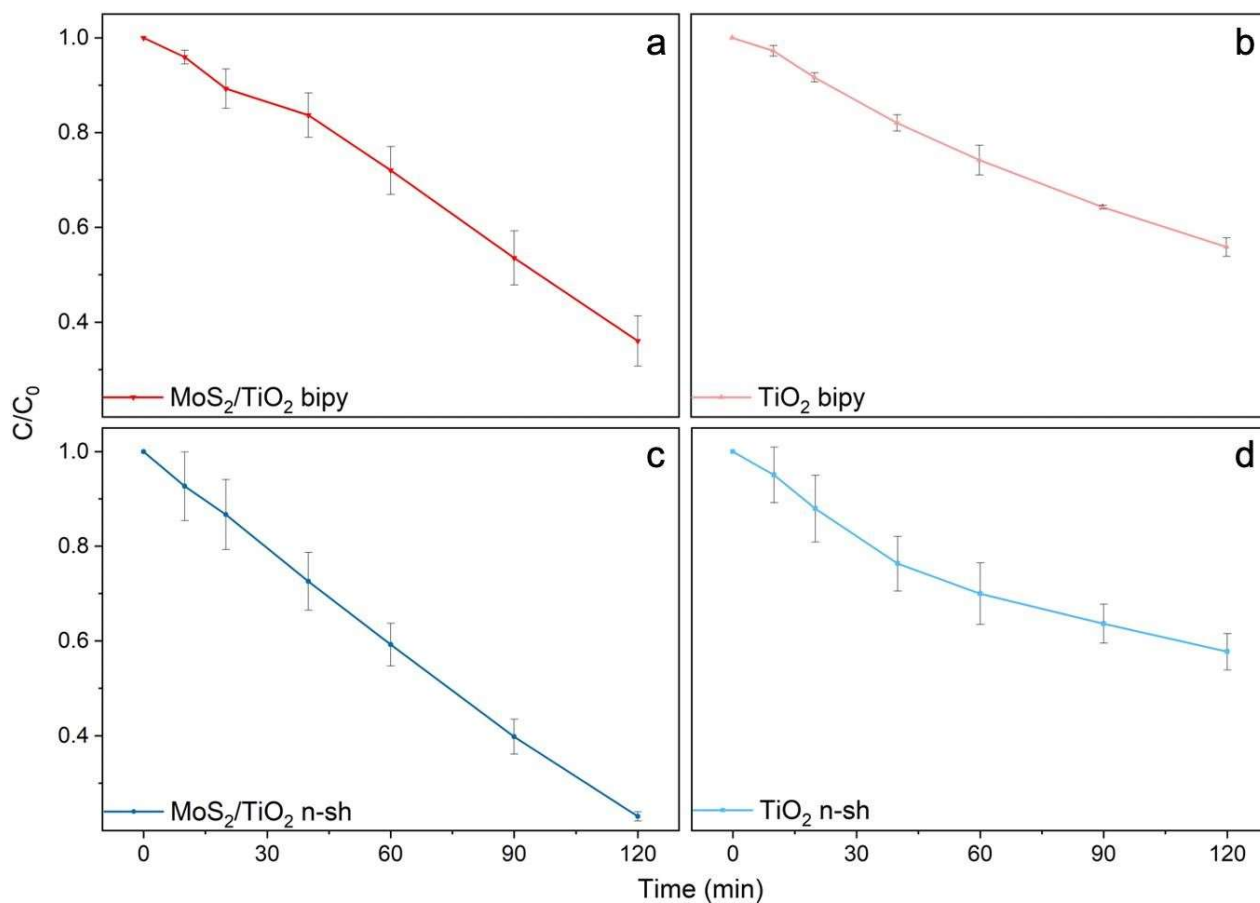 a
b
1.0
0.8
0.6
0.4
MoS₂/TiO₂ bipy
TiO₂ bipy
C/C₀
c
d
1.0
0.8
0.6
0.4
MoS₂/TiO₂ n-sh
TiO₂ n-sh
0 30 60 90 120
0 30 60 90 120
Time (min)